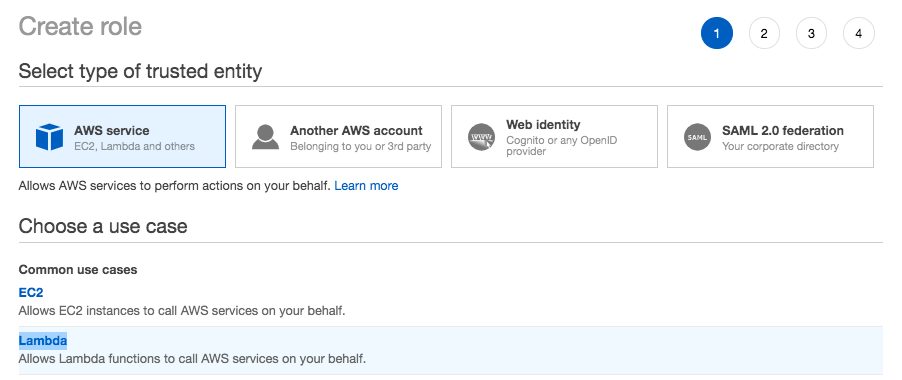 Create role
1 2 3 4
Select type of trusted entity
AWS service
EC2, Lambda and others
Another AWS account
Belonging to you or 3rd party
WWW
Web identity
Cognito or any OpenID
provider
SAML
SAML 2.0 federation
Your corporate directory
Allows AWS services to perform actions on your behalf. Learn more
Choose a use case
Common use cases
EC2
Allows EC2 instances to call AWS services on your behalf.
Lambda
Allows Lambda functions to call AWS services on your behalf.